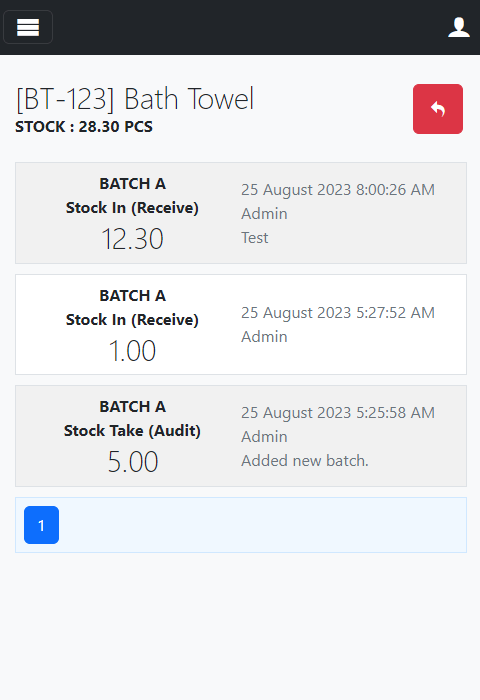 [BT-123] Bath Towel
STOCK : 28.30 PCS
BATCH A
Stock In (Receive)
12.30
25 August 2023 8:00:26 AM
Admin
Test
BATCH A
Stock In (Receive)
1.00
25 August 2023 5:27:52 AM
Admin
BATCH A
Stock Take (Audit)
5.00
25 August 2023 5:25:58 AM
Admin
Added new batch.
1